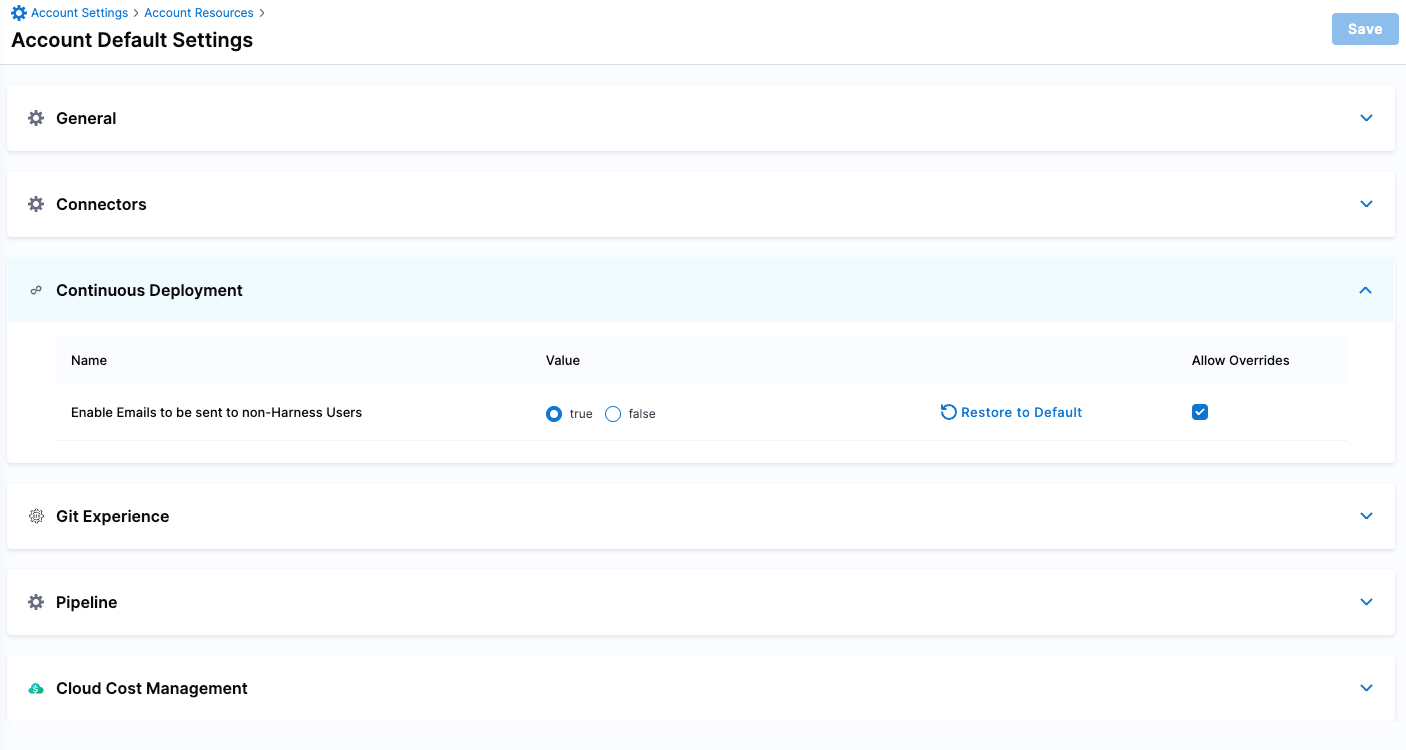 Account Settings > Account Resources >
Account Default Settings
Save
General
Connectors
Continuous Deployment
Name Value Allow Overrides
Enable Emails to be sent to non-Harness Users true false Restore to Default
Git Experience
Pipeline
Cloud Cost Management